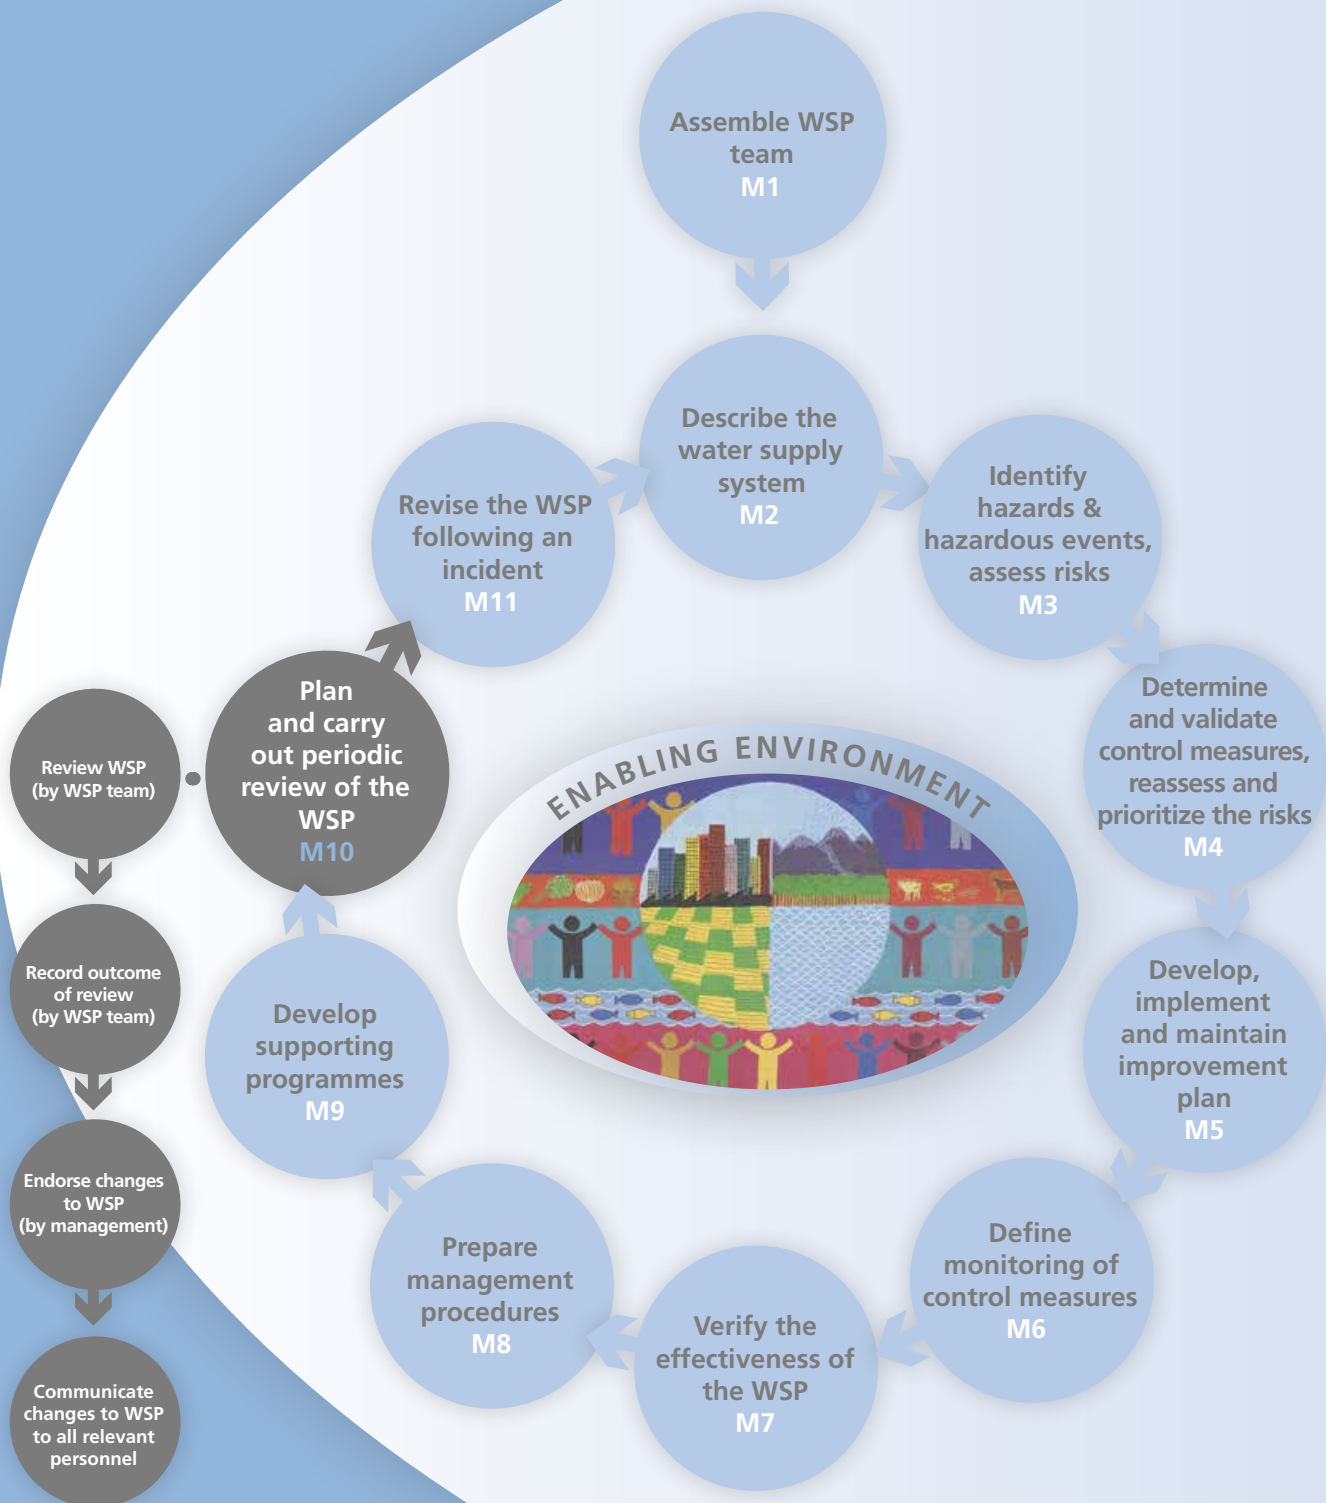 Assemble WSP
team
M1
Describe the
water supply
system
M2
Identify
hazards &
hazardous events,
assess risks
M3
Determine
and validate
control measures,
reassess and
prioritize the risks
M4
Develop,
implement
and maintain
improvement
plan
M5
Define
monitoring of
control measures
M6
Verify the
effectiveness of
the WSP
M7
Prepare
management
procedures
M8
Develop
supporting
programmes
M9
Plan
and carry
out periodic
review of the
WSP
M10
Revise the WSP
following an
incident
M11
Review WSP
(by WSP team)
Record outcome
of review
(by WSP team)
Endorse changes
to WSP
(by management)
Communicate
changes to WSP
to all relevant
personnel
ENABLING ENVIRONMENT